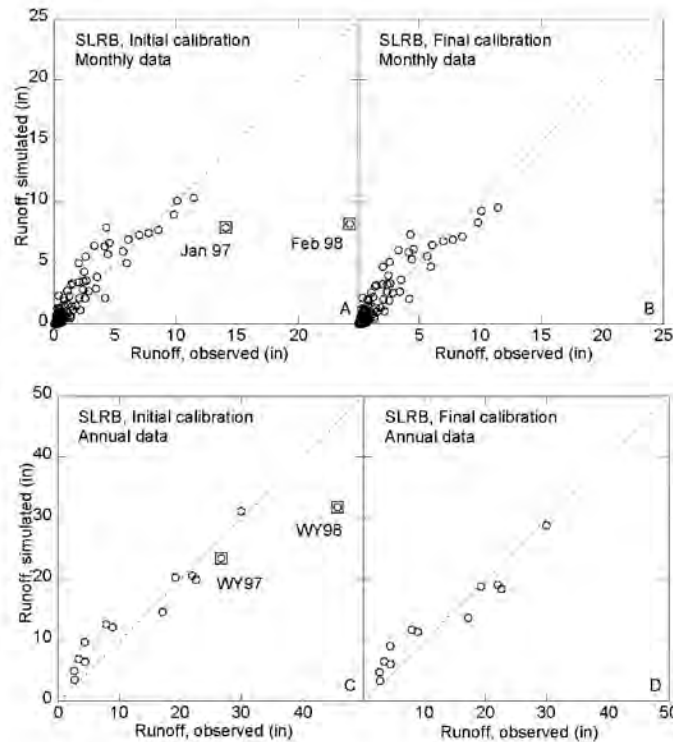 SLRB, Initial calibration
Monthly data
SLRB, Final calibration
Monthly data
Runoff, simulated (in)
25
20
15
10
5
0
Jan 97
Feb 98
A
B
0 5 10 15 20
0 5 10 15 20 25
Runoff, observed (in)
Runoff, observed (in)
SLRB, Initial calibration
Annual data
SLRB, Final calibration
Annual data
Runoff, simulated (in)
50
40
30
20
10
0
WY98
WY97
C
D
0 10 20 30 40
0 10 20 30 40 50
Runoff, observed (in)
Runoff, observed (in)